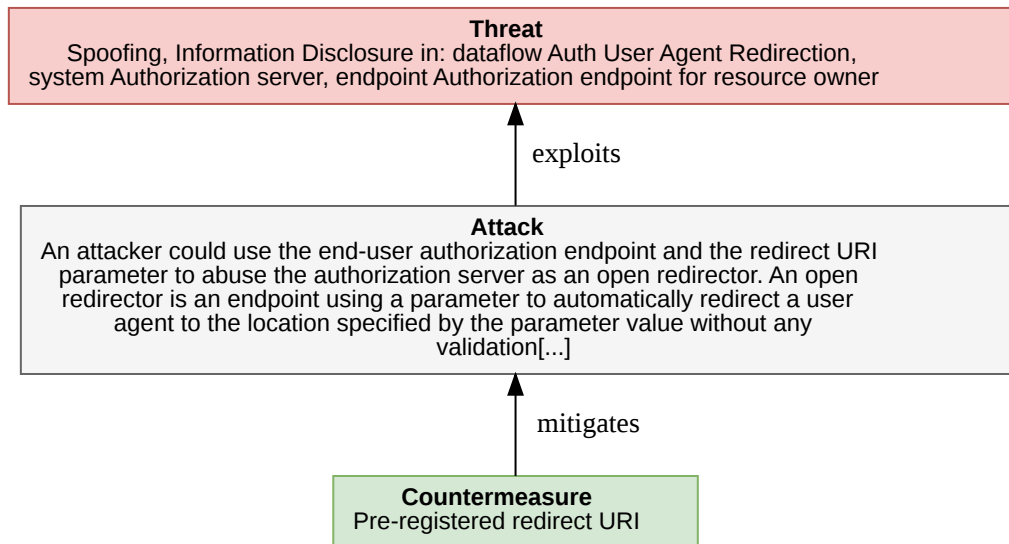 Threat
Spoofing, Information Disclosure in: dataflow Auth User Agent Redirection,
system Authorization server, endpoint Authorization endpoint for resource owner
exploits
Attack
An attacker could use the end-user authorization endpoint and the redirect URI
parameter to abuse the authorization server as an open redirector. An open
redirector is an endpoint using a parameter to automatically redirect a user
agent to the location specified by the parameter value without any
validation[...]
mitigates
Countermeasure
Pre-registered redirect URI